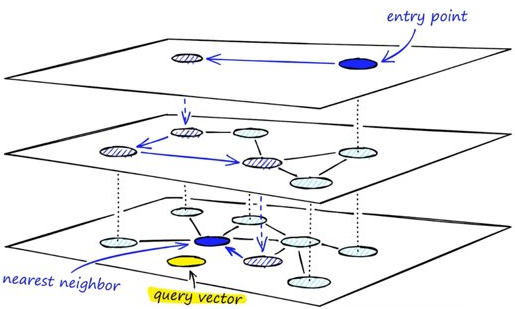 entry point
nearest neighbor
query vector